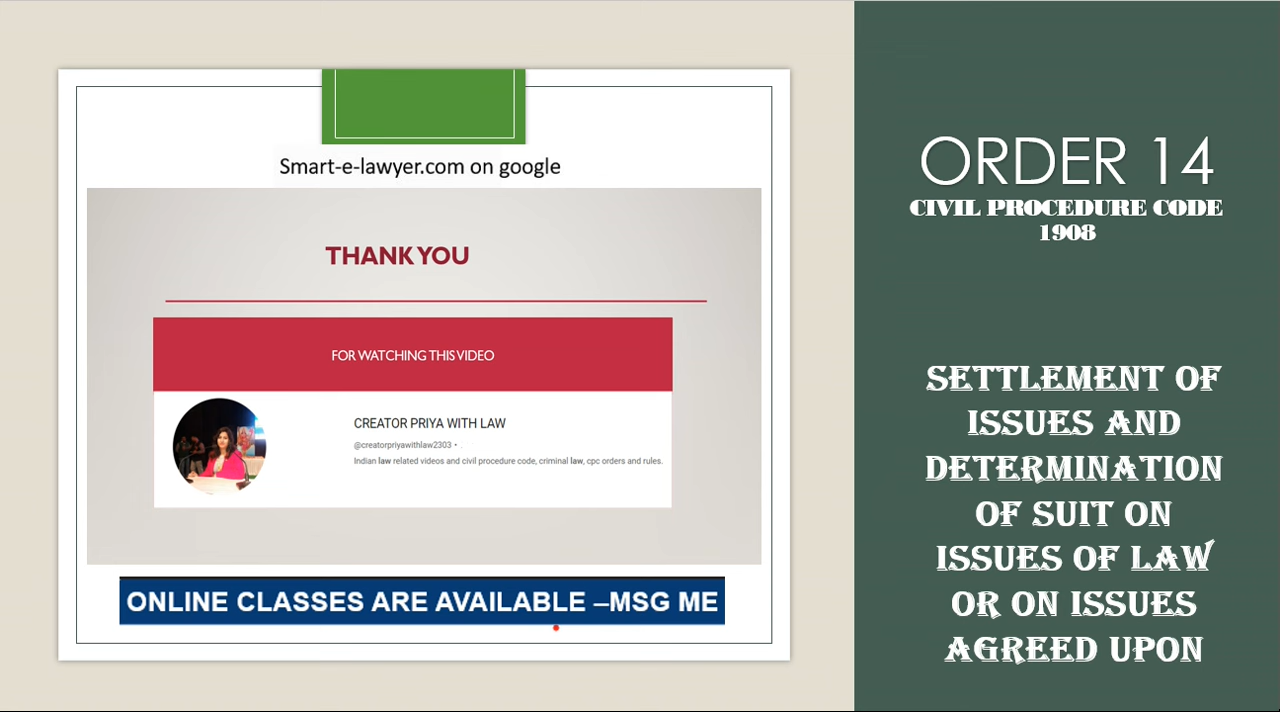 Smart-e-lawyer.com on google
THANK YOU
FOR WATCHING THIS VIDEO
CREATOR PRIYA WITH LAW
@creatorpriyawithlaw2303 •
Indian law related videos and civil procedure code, criminal law, cpc orders and rules.
ONLINE CLASSES ARE AVAILABLE –MSG ME
ORDER 14
CIVIL PROCEDURE CODE
1908
SETTLEMENT OF
ISSUES AND
DETERMINATION
OF SUIT ON
ISSUES OF LAW
OR ON ISSUES
AGREED UPON